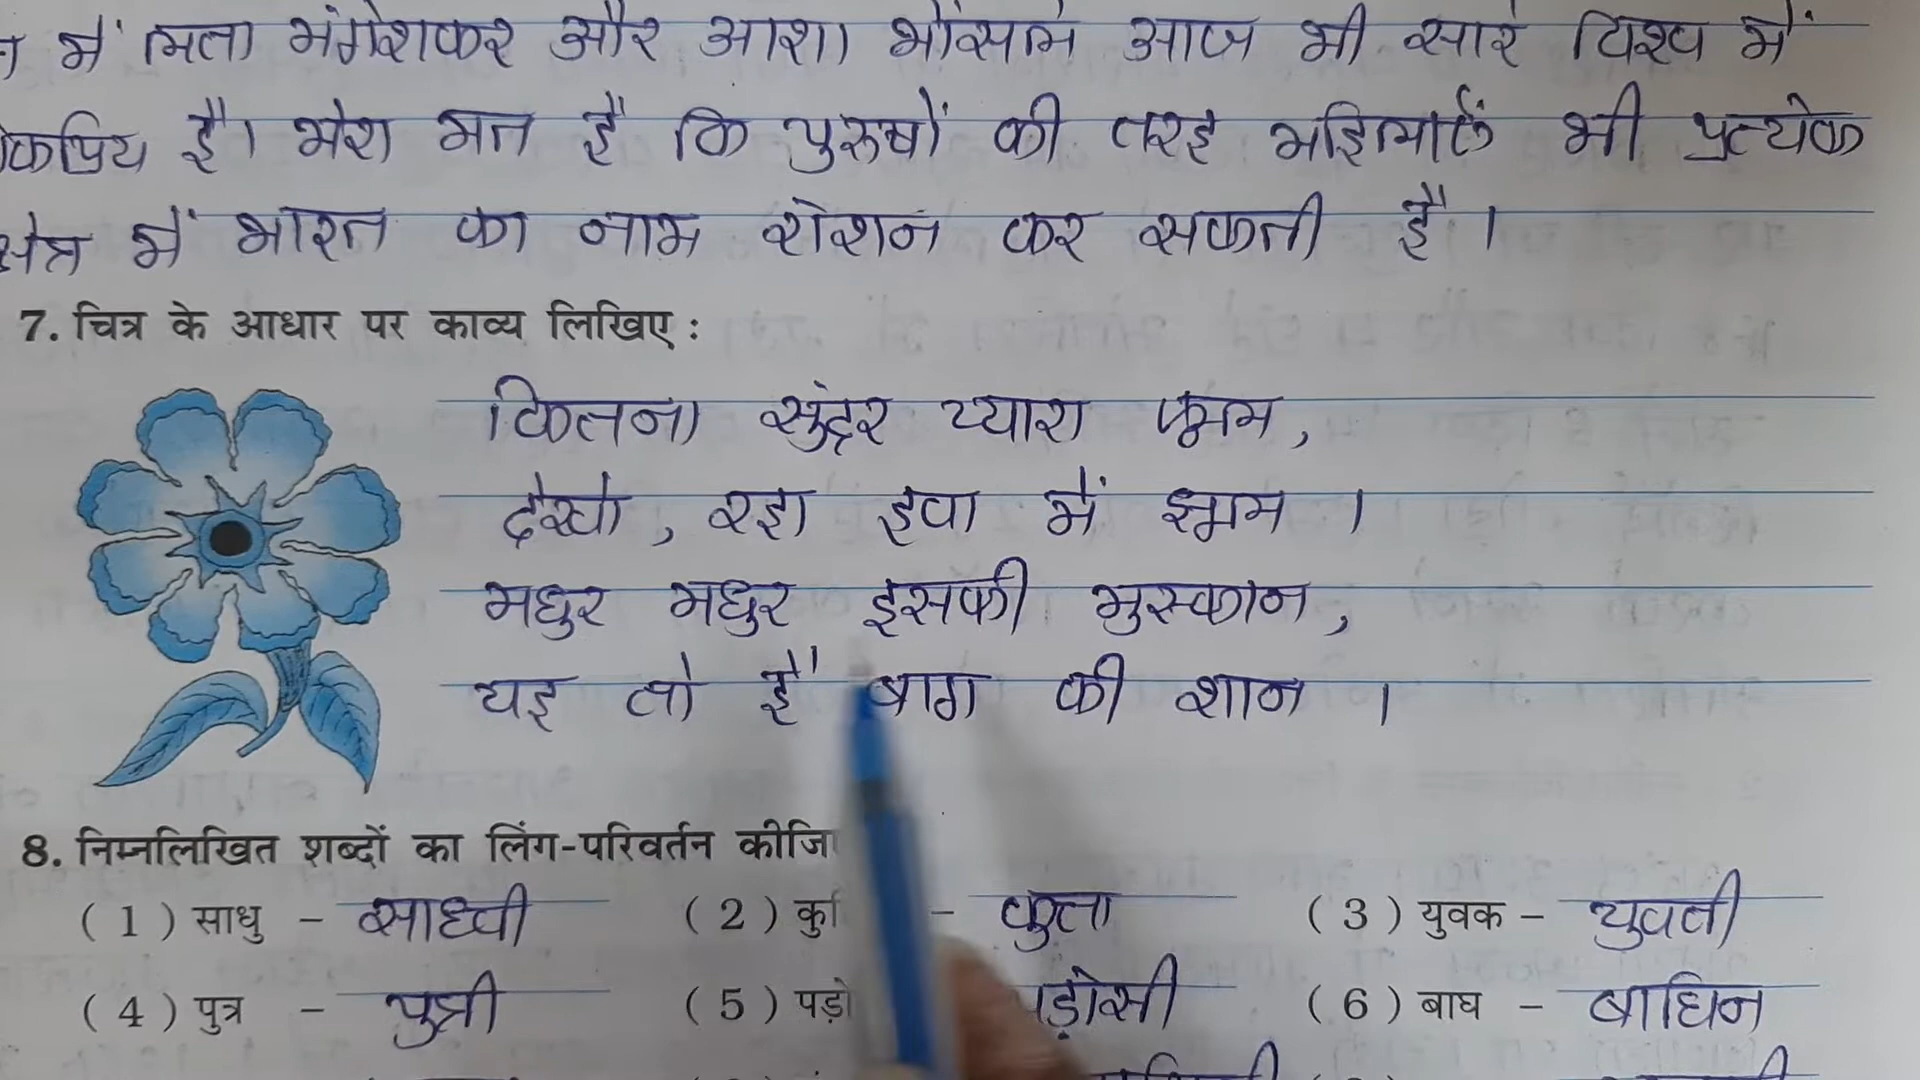 में लता मंगेशकर और आशा भोंसले आज भी सारे विश्व में
है। मेरा मत है कि पुरुषों की तरह महिलाएँ भी प्रत्येक
में भारत का नाम रोशन कर सकती है ।
7. चित्र के आधार पर काव्य लिखिए :
कितना सुंदर प्यारा फूल,
देखो, रहा हवा में झूल ।
मधुर मधुर इसकी मुस्कान,
यह तो है बाग की शान ।
8. निम्नलिखित शब्दों का लिंग-परिवर्तन
(1) साधु - साध्वी (2) - कुत्ता (3) युवक - युवती
(4) पुत्र - पुत्री (5) पड़ोसी (6) बाघ - बाघिन